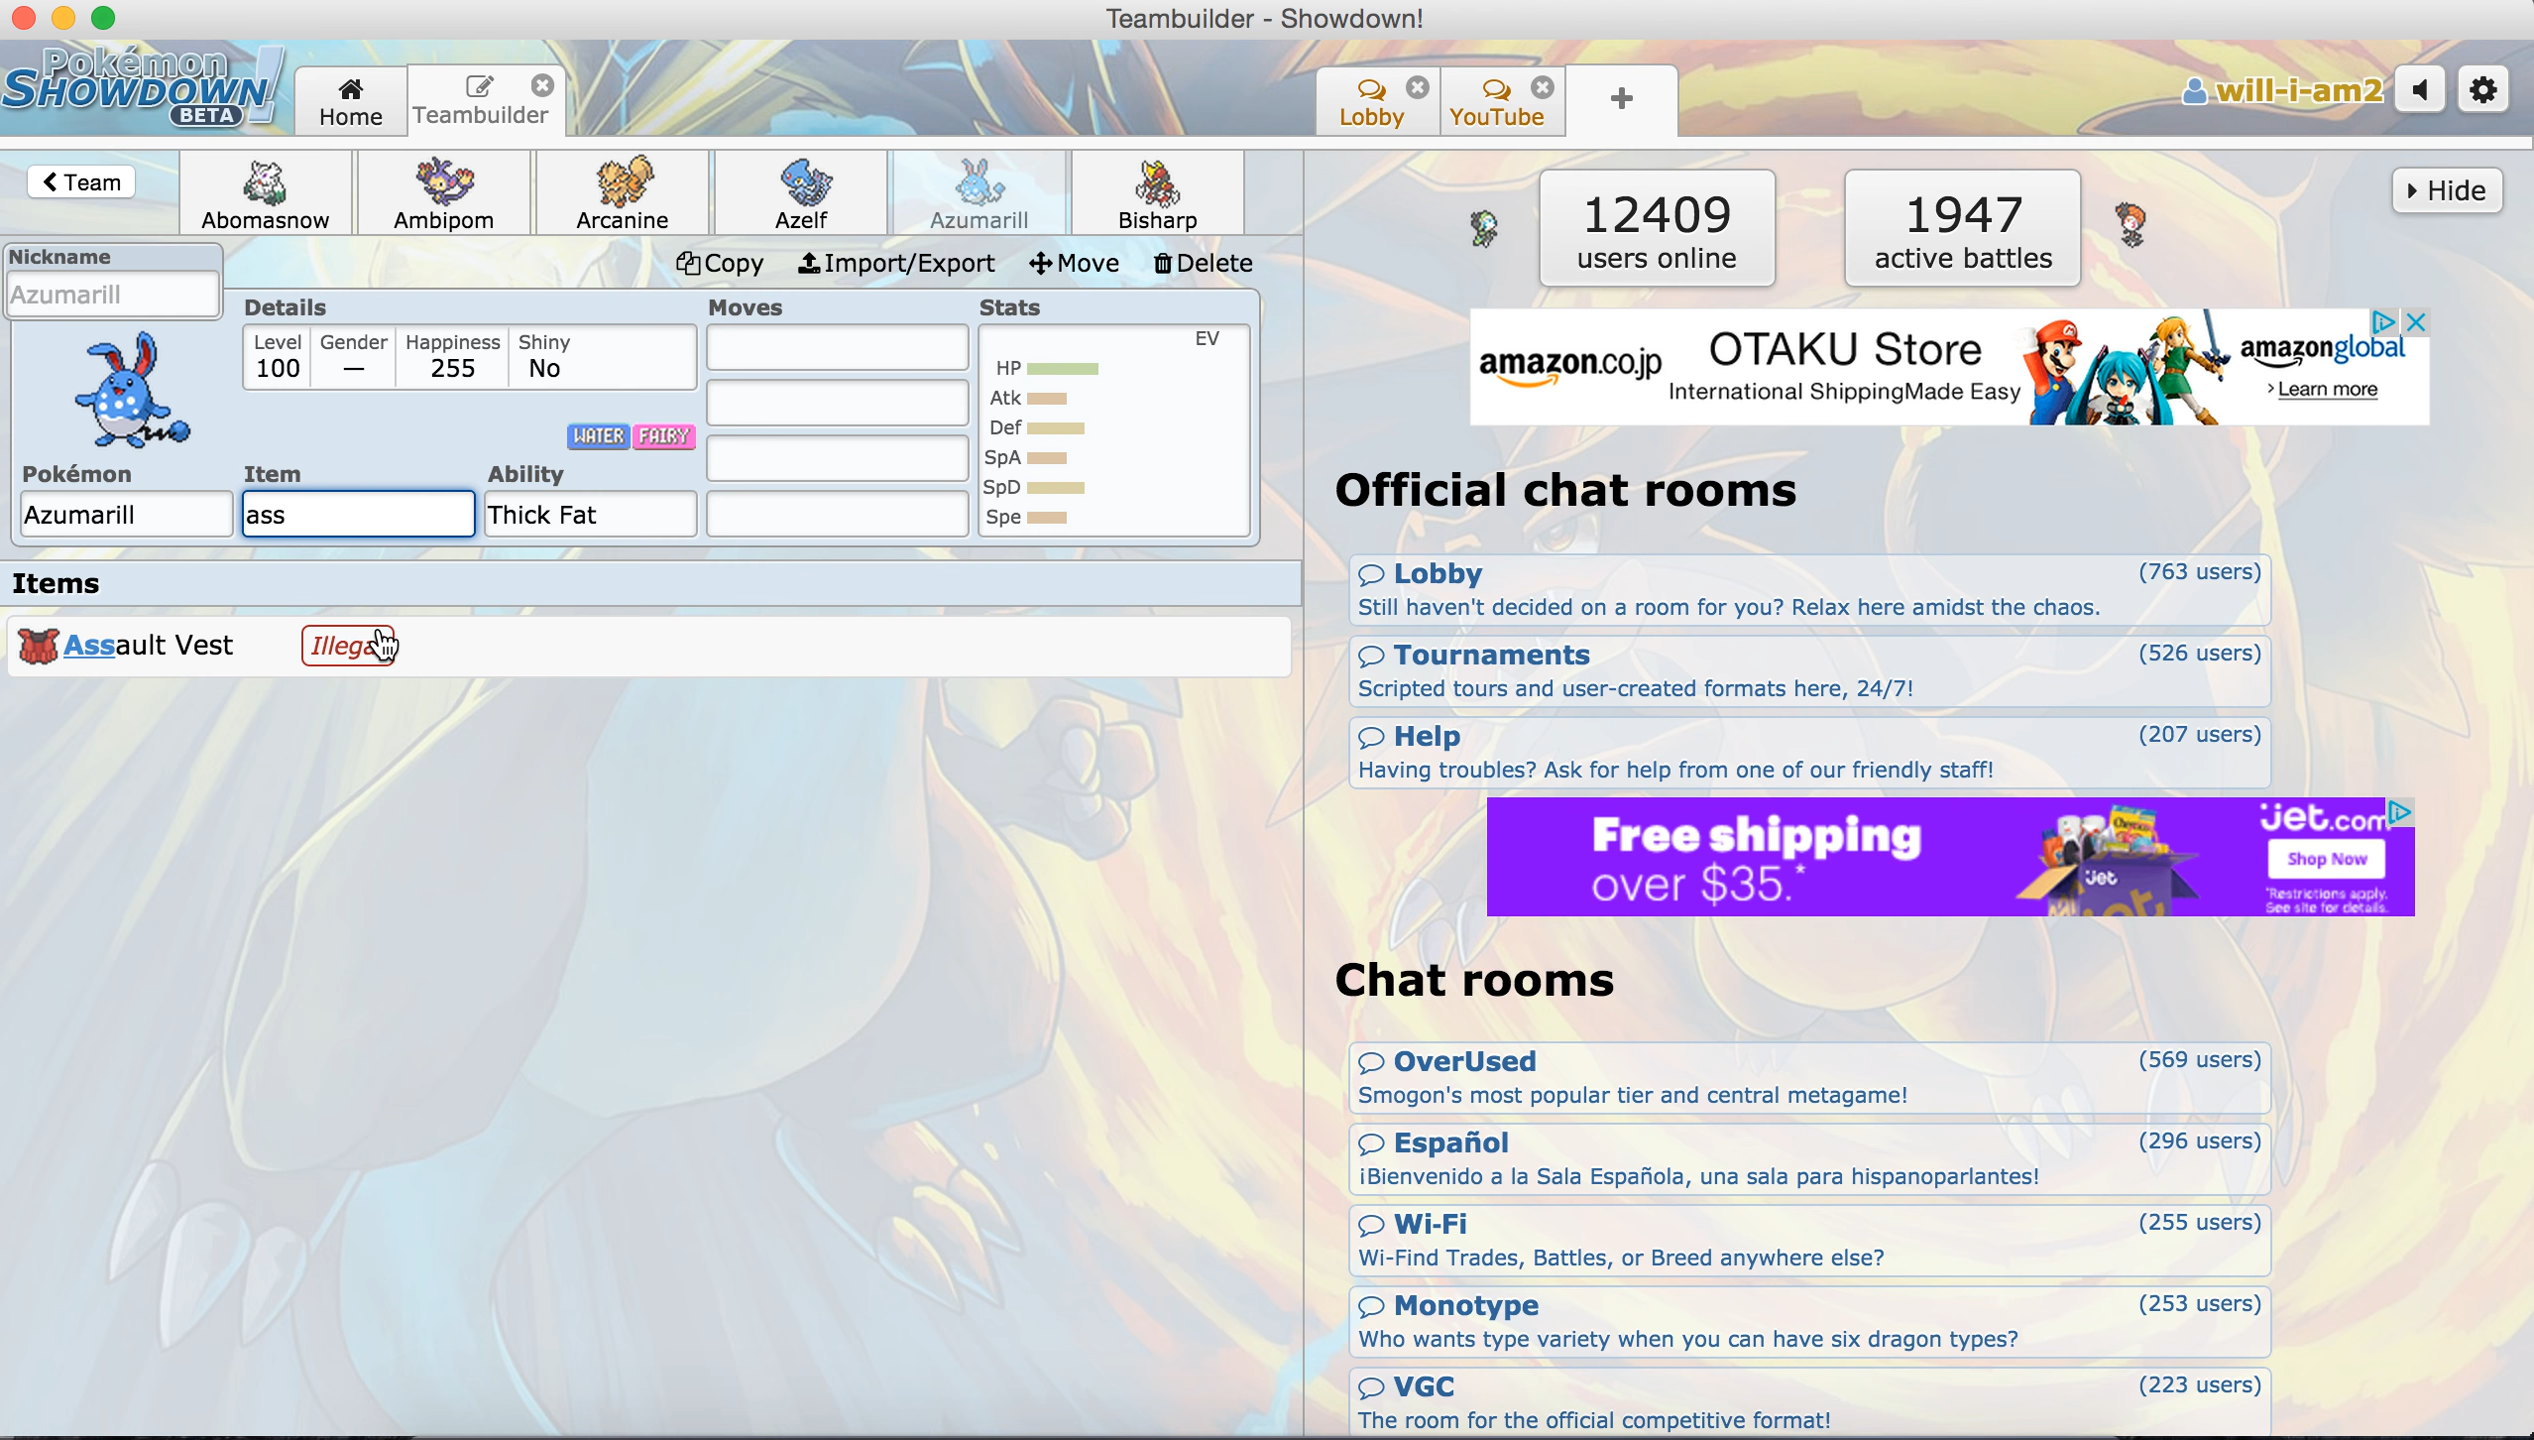 Teambuilder - Showdown!
Pokémon
SHOWDOWN!
BETA
Home
Teambuilder
Lobby
YouTube
will-i-am2
Team
Abomasnow
Ambipom
Arcanine
Azelf
Azumarill
Bisharp
Nickname
Azumarill
Copy
Import/Export
Move
Delete
Details
Level
100
Gender
—
Happiness
255
Shiny
No
WATER FAIRY
Moves
Stats
EV
HP
Atk
Def
SpA
SpD
Spe
Pokémon
Azumarill
Item
ass
Ability
Thick Fat
Items
Assault Vest
12409
users online
1947
active battles
Hide
amazon.co.jp
OTAKU Store
International ShippingMade Easy
amazonglobal
> Learn more
Official chat rooms
Lobby (763 users)
Still haven't decided on a room for you? Relax here amidst the chaos.
Tournaments (526 users)
Scripted tours and user-created formats here, 24/7!
Help (207 users)
Having troubles? Ask for help from one of our friendly staff!
Free shipping
over $35.*
Jet
jet.com
Shop Now
*Restrictions apply.
See site for details.
Chat rooms
OverUsed (569 users)
Smogon's most popular tier and central metagame!
Español (296 users)
¡Bienvenido a la Sala Española, una sala para hispanoparlantes!
Wi-Fi (255 users)
Wi-Find Trades, Battles, or Breed anywhere else?
Monotype (253 users)
Who wants type variety when you can have six dragon types?
VGC (223 users)
The room for the official competitive format!